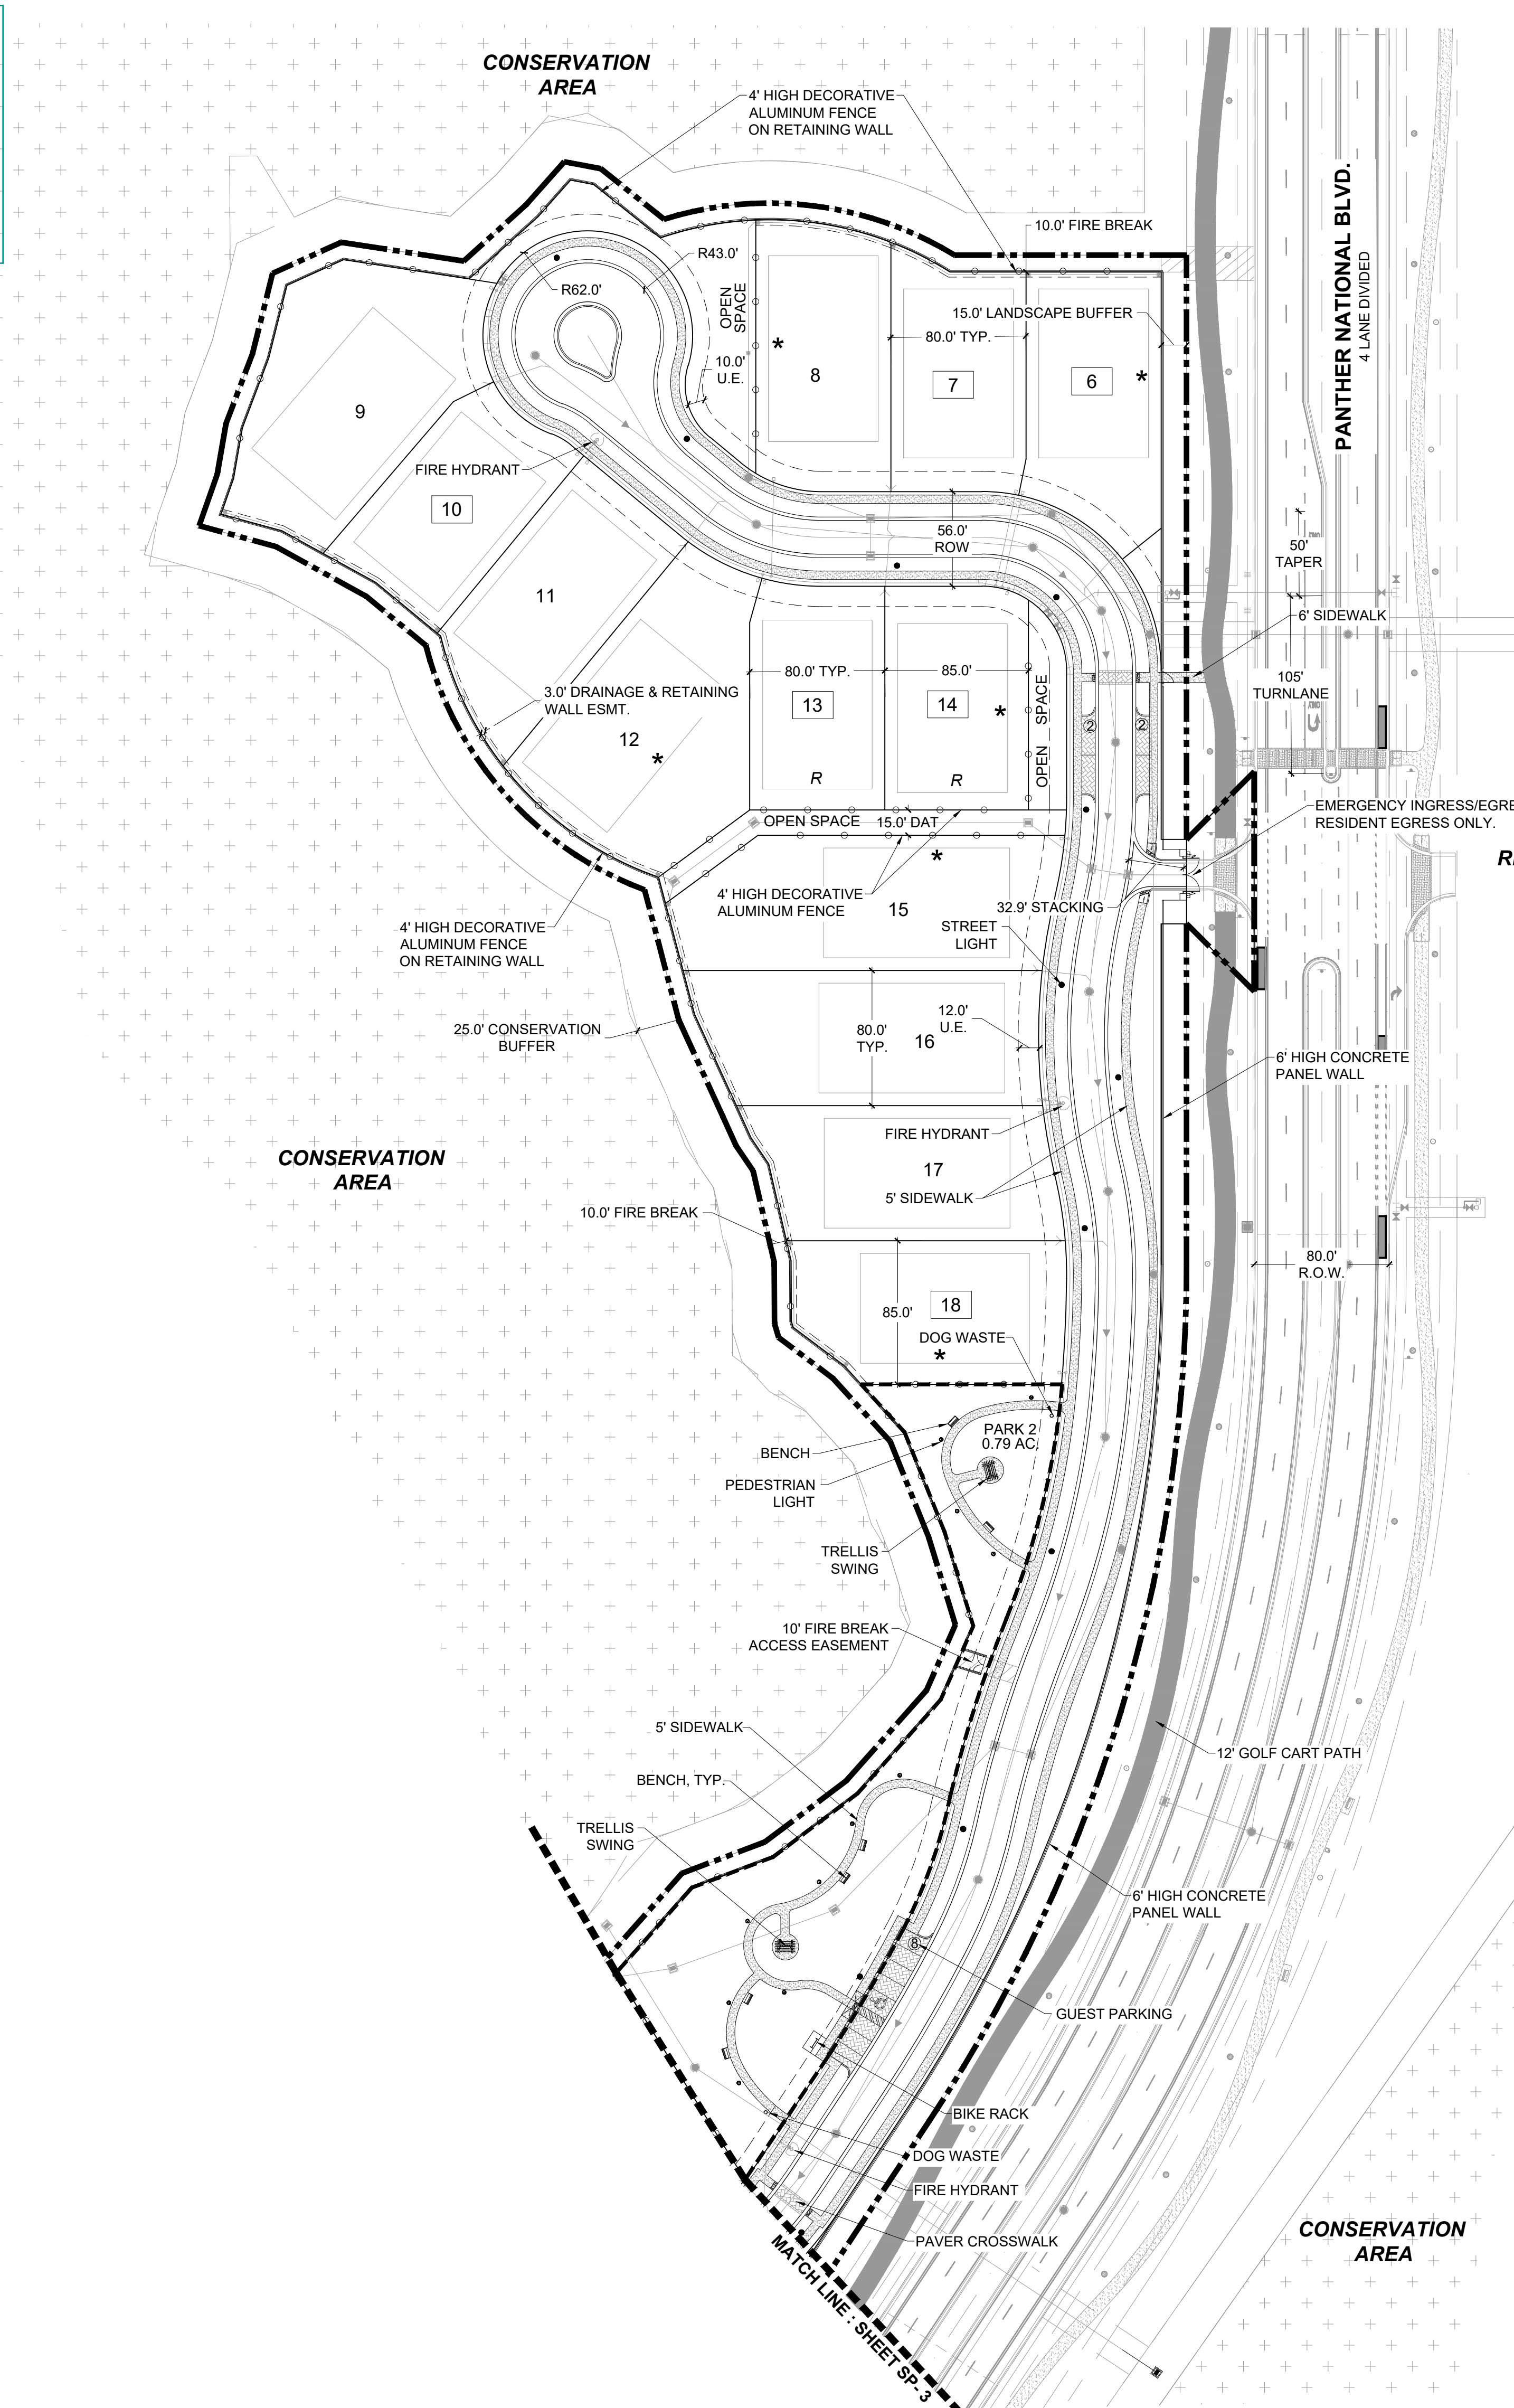 CONSERVATION
AREA
4' HIGH DECORATIVE
ALUMINUM FENCE
ON RETAINING WALL
PANTHER NATIONAL BLVD.
4 LANE DIVIDED
10.0' FIRE BREAK
R43.0'
R62.0'
OPEN
SPACE
15.0' LANDSCAPE BUFFER
80.0' TYP.
10.0'
U.E.
8
7
6
9
FIRE HYDRANT
10
56.0'
ROW
50'
TAPER
11
6' SIDEWALK
80.0' TYP.
85.0'
105'
TURNLANE
ONLY
3.0' DRAINAGE & RETAINING
WALL ESMT.
13
14
OPEN SPACE
2
2
12
R
R
EMERGENCY INGRESS/EGRE
RESIDENT EGRESS ONLY.
OPEN SPACE
15.0' DAT
4' HIGH DECORATIVE
ALUMINUM FENCE
15
32.9' STACKING
STREET
LIGHT
4' HIGH DECORATIVE
ALUMINUM FENCE
ON RETAINING WALL
25.0' CONSERVATION
BUFFER
80.0'
TYP.
12.0'
U.E.
16
6' HIGH CONCRETE
PANEL WALL
FIRE HYDRANT
CONSERVATION
AREA
17
5' SIDEWALK
10.0' FIRE BREAK
80.0'
R.O.W.
85.0'
18
DOG WASTE
PARK 2
0.79 AC.
BENCH
PEDESTRIAN
LIGHT
TRELLIS
SWING
10' FIRE BREAK
ACCESS EASEMENT
5' SIDEWALK
12' GOLF CART PATH
BENCH, TYP.
TRELLIS
SWING
6' HIGH CONCRETE
PANEL WALL
8
GUEST PARKING
BIKE RACK
DOG WASTE
FIRE HYDRANT
PAVER CROSSWALK
CONSERVATION
AREA
MATCH LINE : SHEET SP- 3